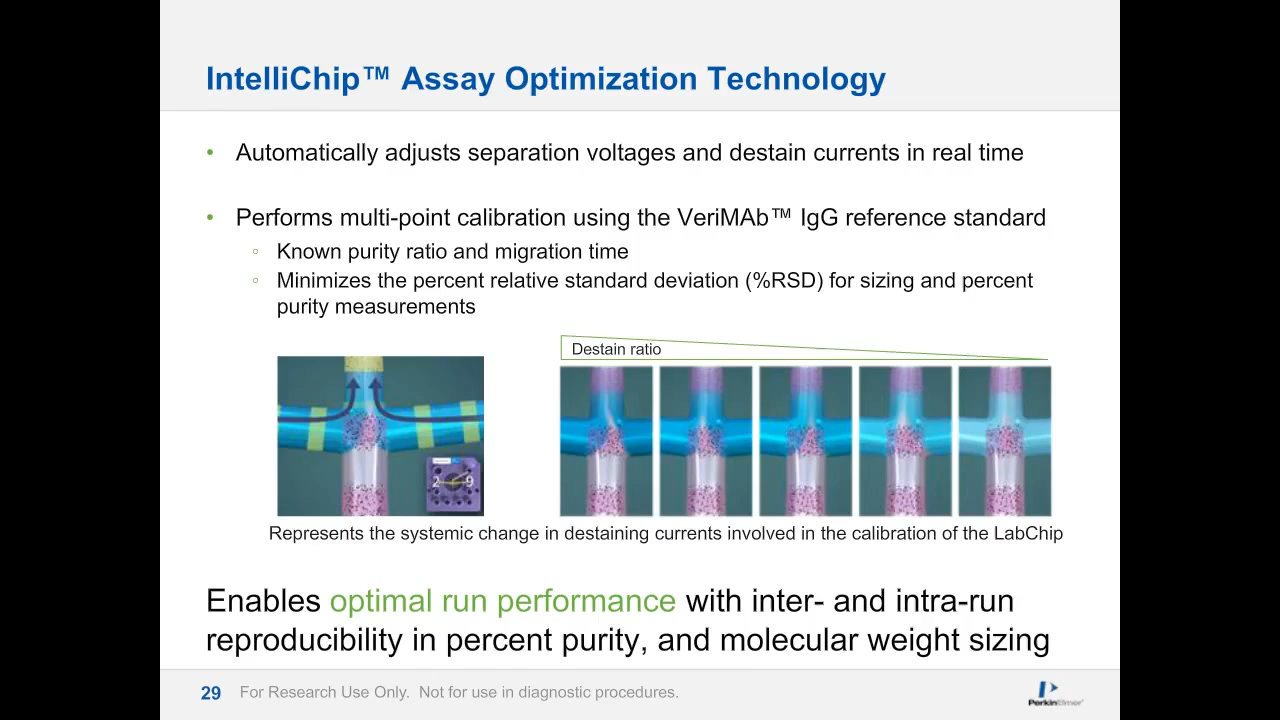 IntelliChip™ Assay Optimization Technology
• Automatically adjusts separation voltages and destain currents in real time
• Performs multi-point calibration using the VeriMAb™ IgG reference standard
◦ Known purity ratio and migration time
◦ Minimizes the percent relative standard deviation (%RSD) for sizing and percent
purity measurements
Destain ratio
2 9
Represents the systemic change in destaining currents involved in the calibration of the LabChip
Enables optimal run performance with inter- and intra-run
reproducibility in percent purity, and molecular weight sizing
29 For Research Use Only. Not for use in diagnostic procedures.
PerkinElmer